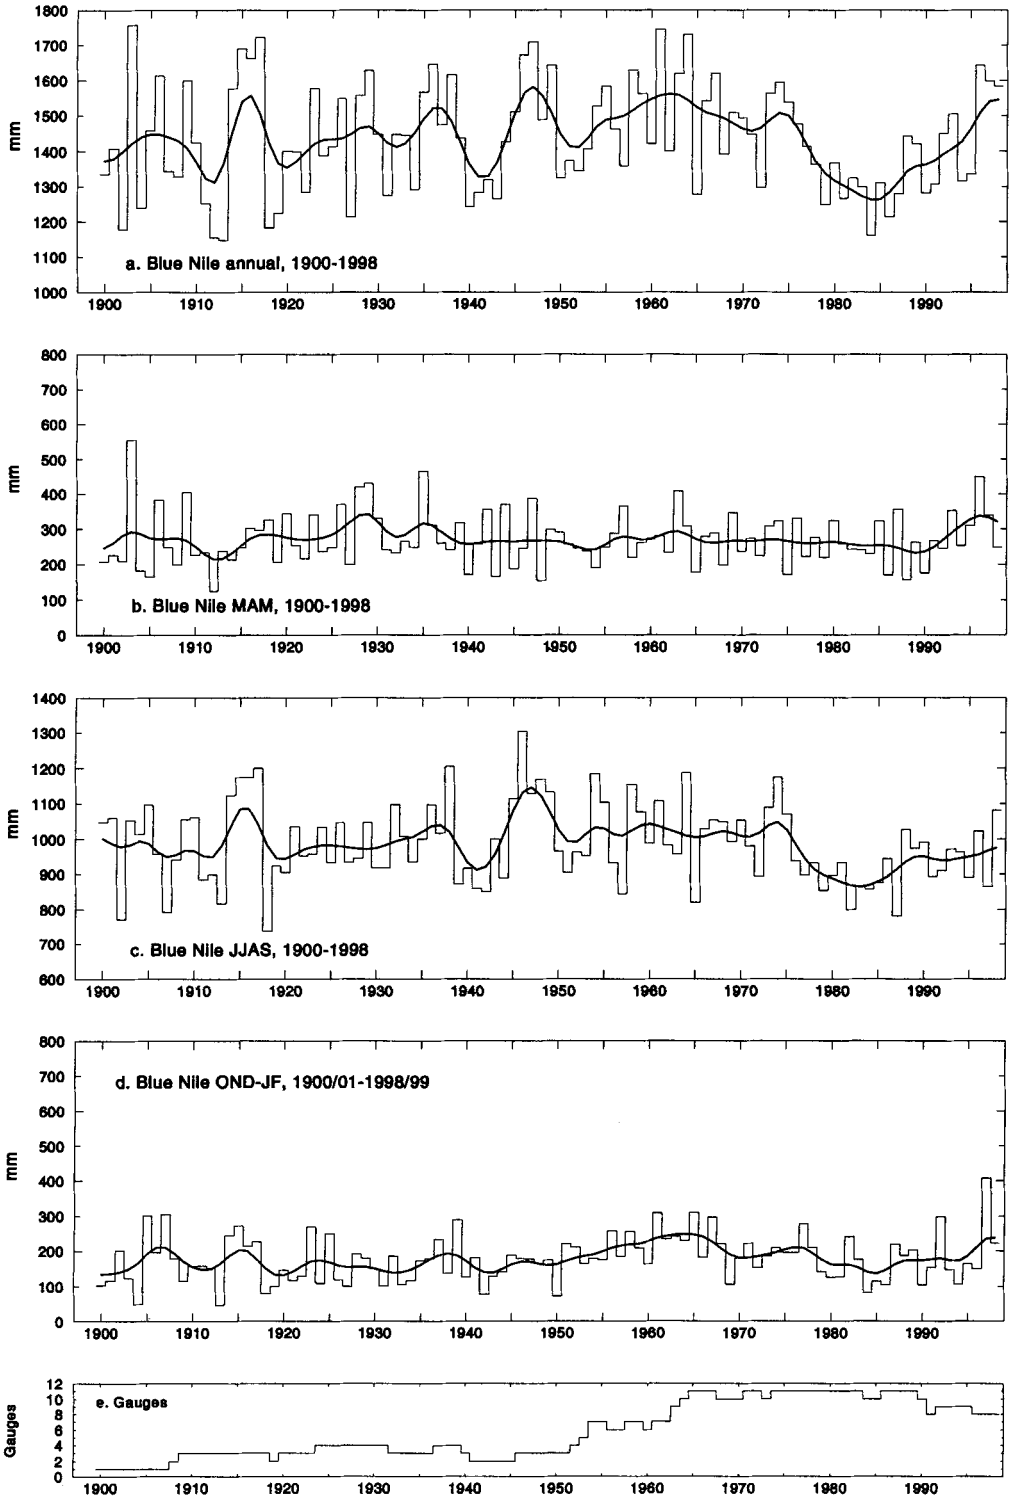 1800
1700
1600
1500
1400
1300
1200
1100
1000
mm
a. Blue Nile annual, 1900-1998
1900 1910 1920 1930 1940 1950 1960 1970 1980 1990
800
700
600
500
400
300
200
100
0
mm
b. Blue Nile MAM, 1900-1998
1900 1910 1920 1930 1940 1950 1960 1970 1980 1990
1400
1300
1200
1100
1000
900
800
700
600
mm
c. Blue Nile JJAS, 1900-1998
1900 1910 1920 1930 1940 1950 1960 1970 1980 1990
800
700
600
500
400
300
200
100
0
mm
d. Blue Nile OND-JF, 1900/01-1998/99
1900 1910 1920 1930 1940 1950 1960 1970 1980 1990
12
10
8
6
4
2
0
Gauges
e. Gauges
1900 1910 1920 1930 1940 1950 1960 1970 1980 1990